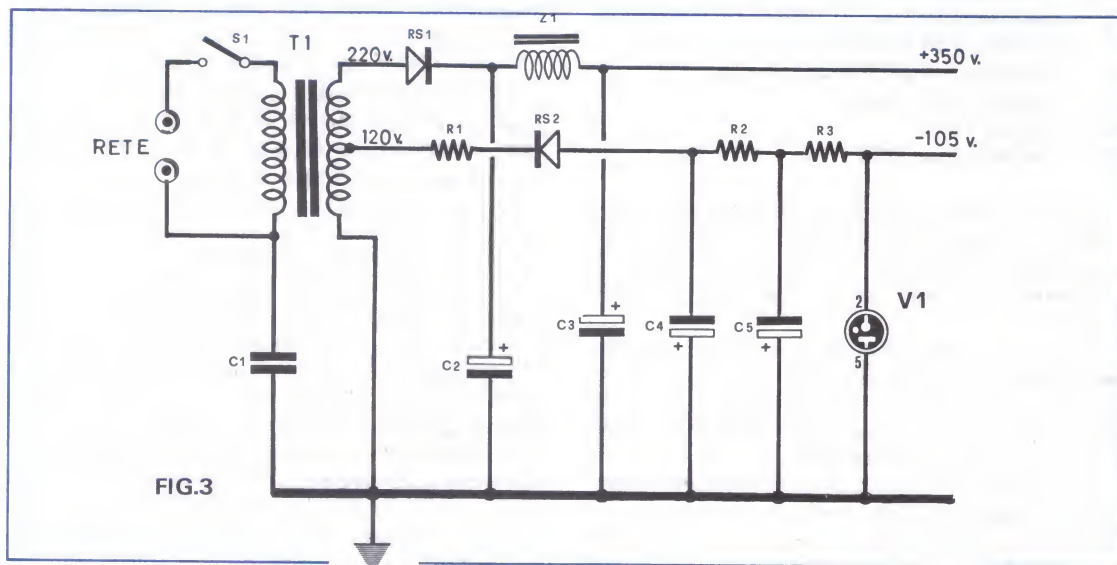 Z1
S1
T1
RS1
220v.
+350 v.
RETE
120v.
R1
RS2
R2
R3
-105 v.
C1
C2
+
C3
+
C4
+
C5
+
2
V1
5
FIG.3